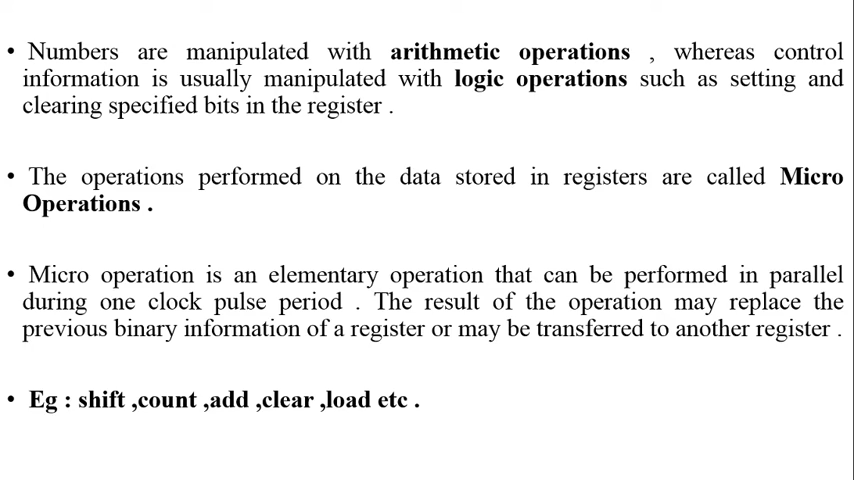 • Numbers are manipulated with arithmetic operations , whereas control
information is usually manipulated with logic operations such as setting and
clearing specified bits in the register .
• The operations performed on the data stored in registers are called Micro
Operations .
• Micro operation is an elementary operation that can be performed in parallel
during one clock pulse period . The result of the operation may replace the
previous binary information of a register or may be transferred to another register .
• Eg : shift ,count ,add ,clear ,load etc .